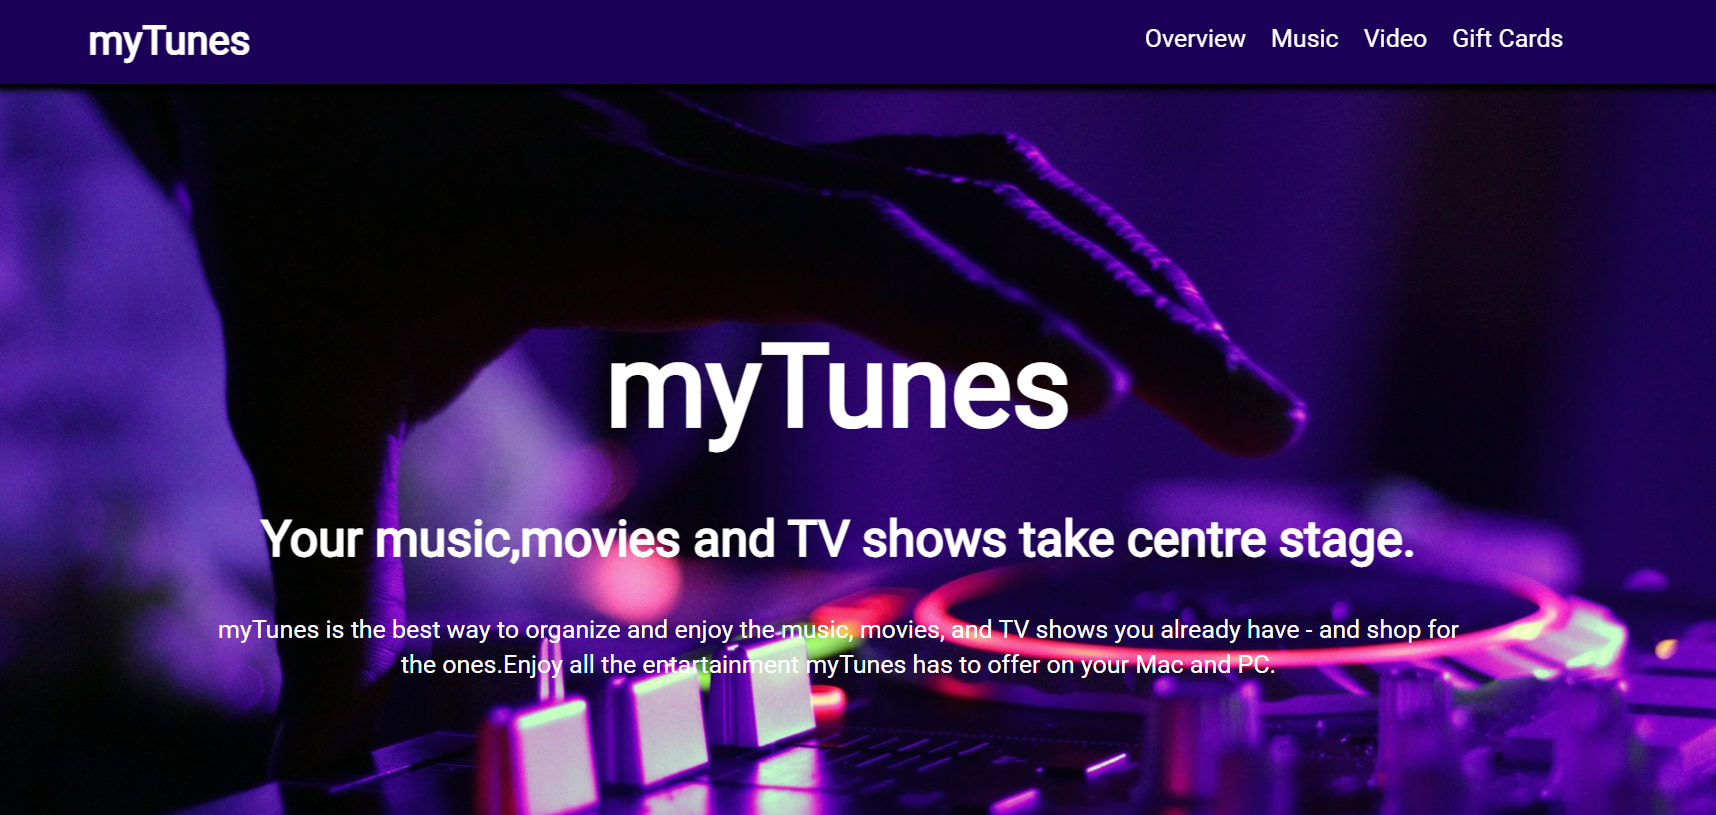 myTunes
Overview Music Video Gift Cards
myTunes
Your music,movies and TV shows take centre stage.
myTunes is the best way to organize and enjoy the music, movies, and TV shows you already have - and shop for
the ones.Enjoy all the entartainment myTunes has to offer on your Mac and PC.